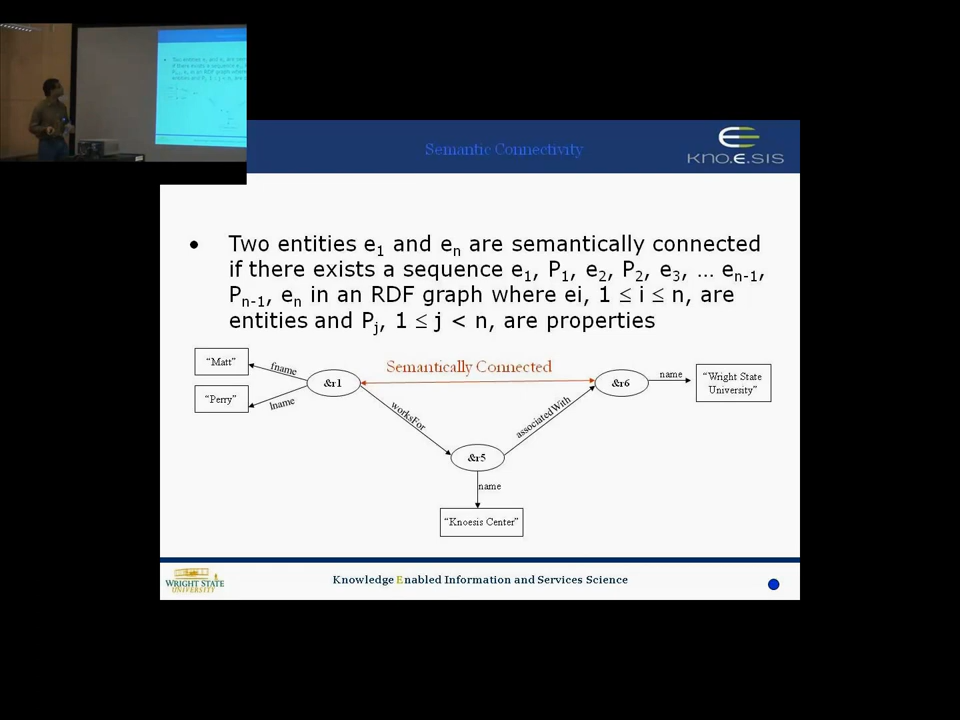 Semantic Connectivity
KNO.E.SIS
• Two entities e₁ and eₙ are semantically connected
if there exists a sequence e₁, P₁, e₂, P₂, e₃, … eₙ₋₁,
Pₙ₋₁, eₙ in an RDF graph where ei, 1 ≤ i ≤ n, are
entities and Pⱼ, 1 ≤ j < n, are properties
"Matt"
fname
Semantically Connected
name
"Wright State
University"
&r1
&r6
"Perry"
lname
worksFor
associatedWith
&r5
name
"Knoesis Center"
WRIGHT STATE
UNIVERSITY
Knowledge Enabled Information and Services Science